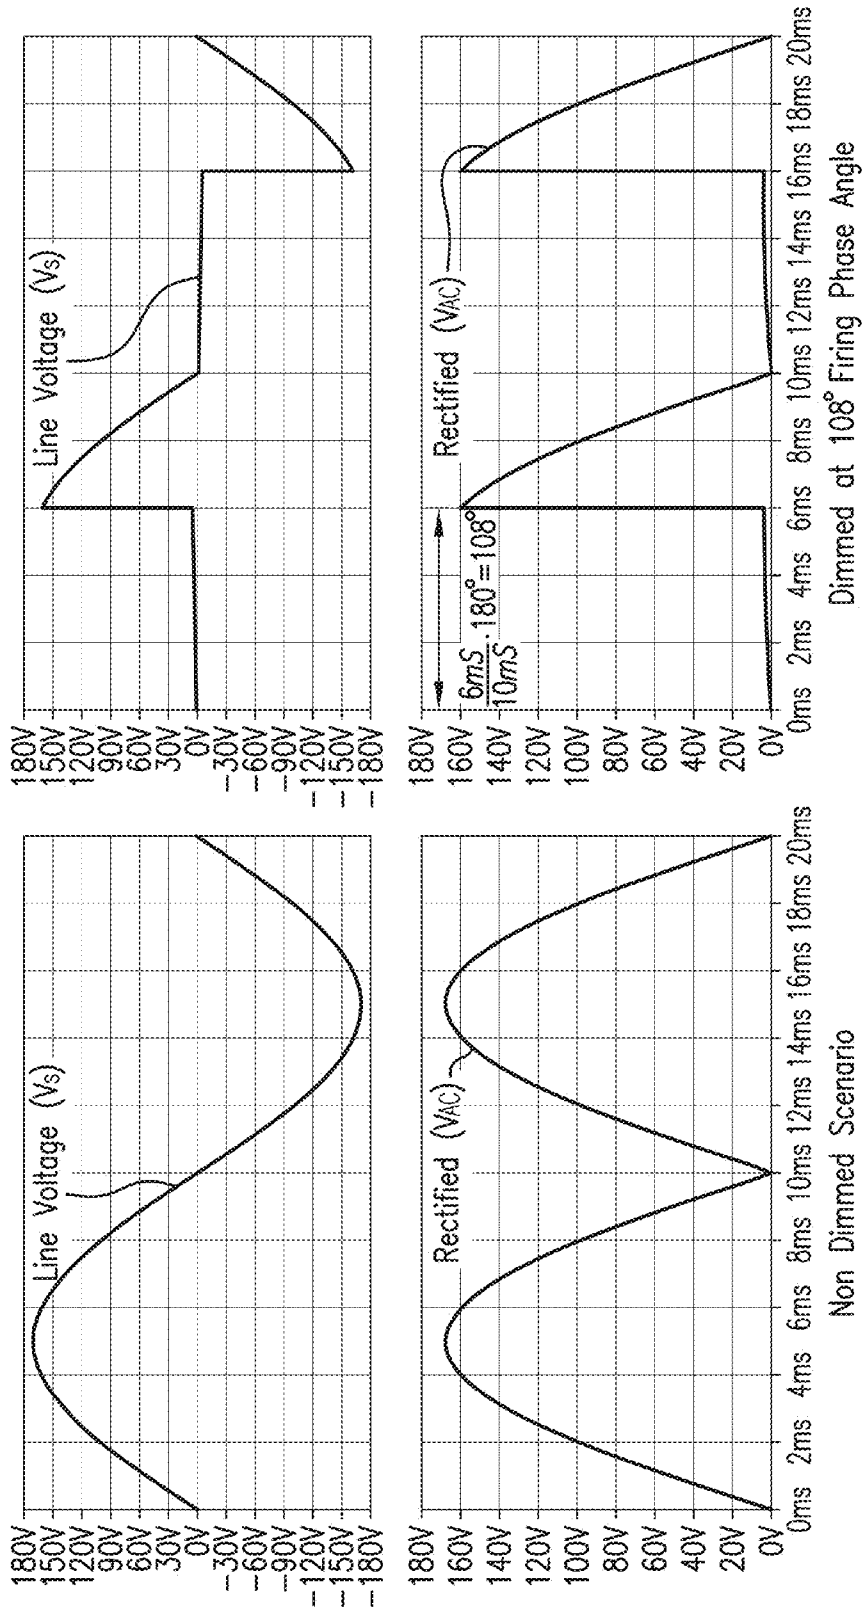 180V
150V
120V
90V
60V
30V
0V
-30V
-60V
-90V
-120V
-150V
-180V
Line Voltage (VS)
180V
160V
140V
120V
100V
80V
60V
40V
20V
0V
Rectified (VAC)
0ms 2ms 4ms 6ms 8ms 10ms 12ms 14ms 16ms 18ms 20ms
Non Dimmed Scenario
180V
150V
120V
90V
60V
30V
0V
-30V
-60V
-90V
-120V
-150V
-180V
Line Voltage (VS)
180V
160V
140V
120V
100V
80V
60V
40V
20V
0V
6mS
10mS
·180°=108°
Rectified (VAC)
0ms 2ms 4ms 6ms 8ms 10ms 12ms 14ms 16ms 18ms 20ms
Dimmed at 108° Firing Phase Angle